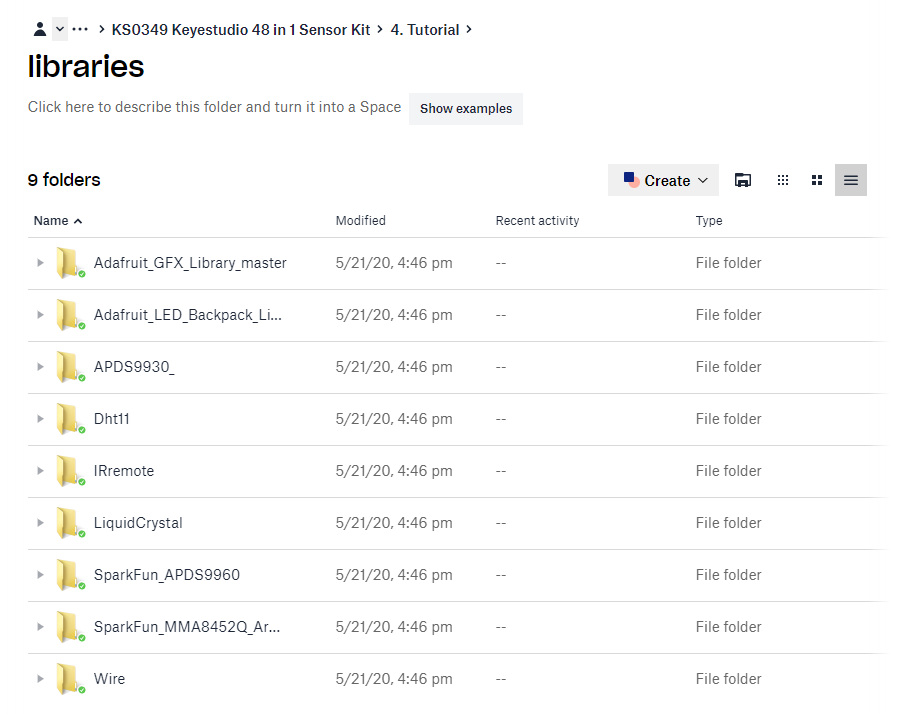 ··· > KS0349 Keyestudio 48 in 1 Sensor Kit > 4. Tutorial >
libraries
Click here to describe this folder and turn it into a Space Show examples
9 folders Create
Name Modified Recent activity Type
Adafruit_GFX_Library_master 5/21/20, 4:46 pm -- File folder
Adafruit_LED_Backpack_Li... 5/21/20, 4:46 pm -- File folder
APDS9930_ 5/21/20, 4:46 pm -- File folder
Dht11 5/21/20, 4:46 pm -- File folder
IRremote 5/21/20, 4:46 pm -- File folder
LiquidCrystal 5/21/20, 4:46 pm -- File folder
SparkFun_APDS9960 5/21/20, 4:46 pm -- File folder
SparkFun_MMA8452Q_Ar... 5/21/20, 4:46 pm -- File folder
Wire 5/21/20, 4:46 pm -- File folder